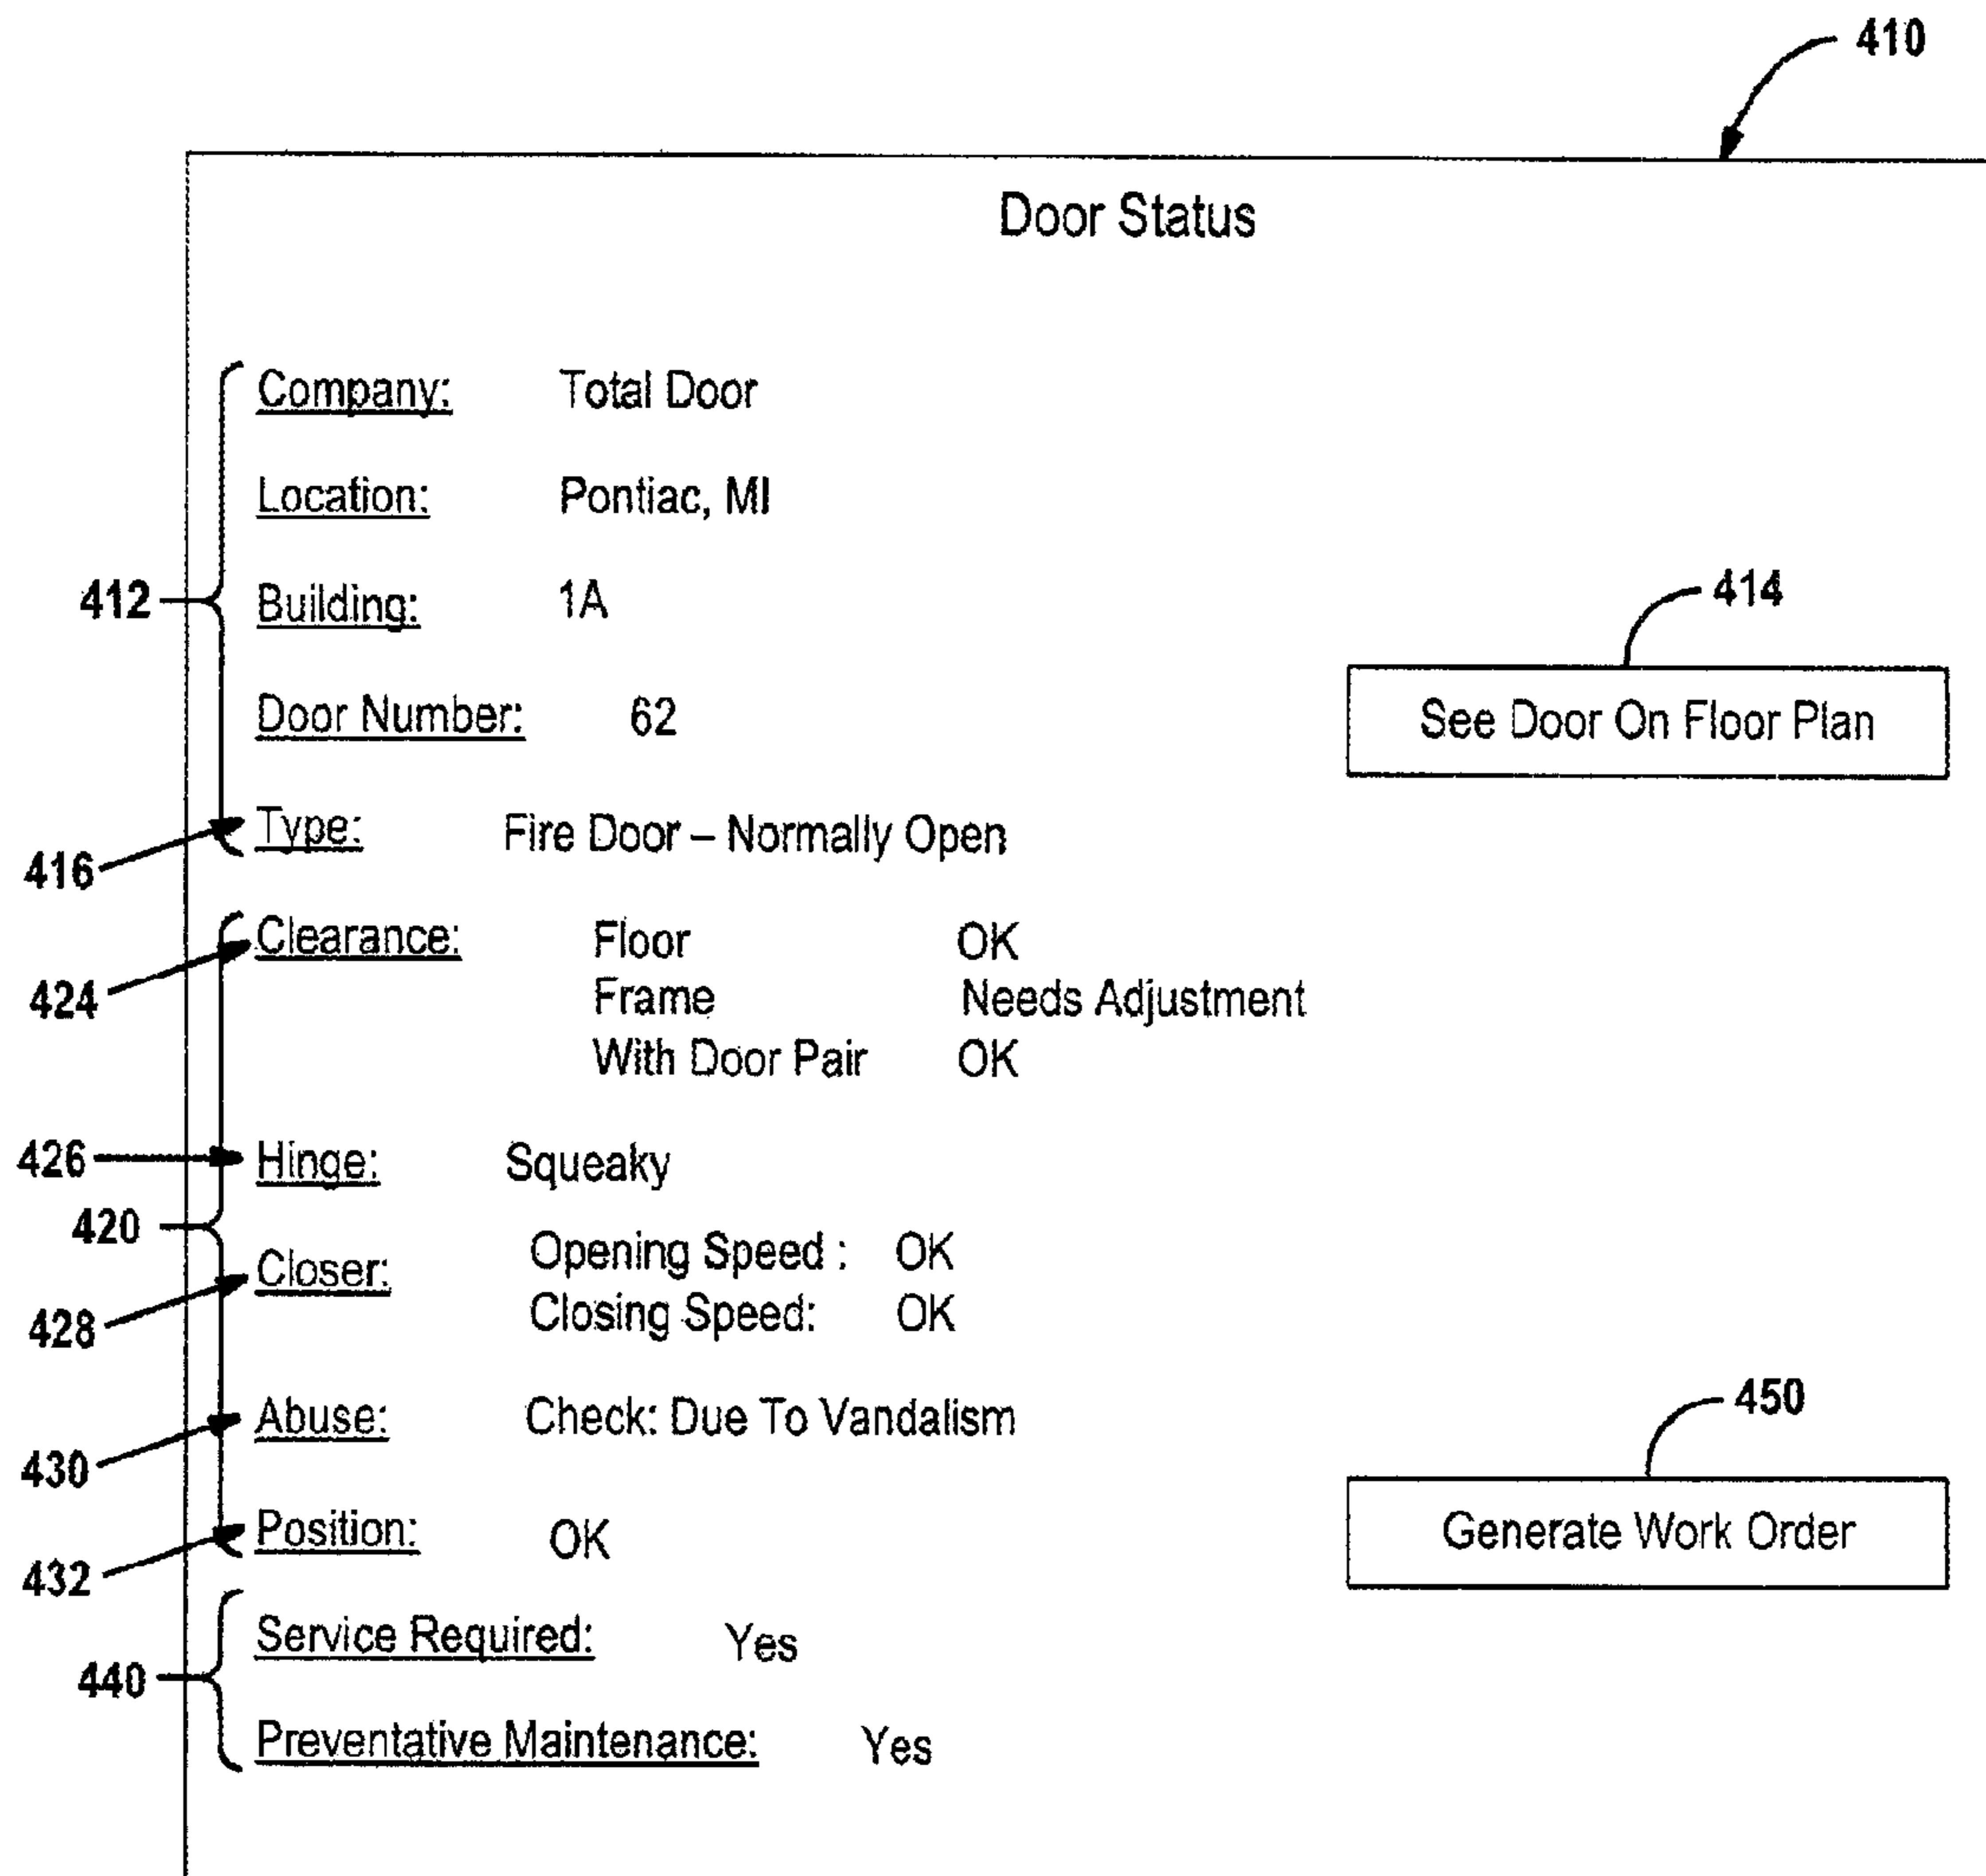 410
Door Status
Company: Total Door
Location: Pontiac, MI
412 Building: 1A
414
Door Number: 62
See Door On Floor Plan
Type: Fire Door – Normally Open
416
Clearance: Floor OK
424 Frame Needs Adjustment
With Door Pair OK
426 Hinge: Squeaky
420
Closer: Opening Speed : OK
428 Closing Speed: OK
450
Abuse: Check: Due To Vandalism
430
Position: OK
Generate Work Order
432
Service Required: Yes
440
Preventative Maintenance: Yes